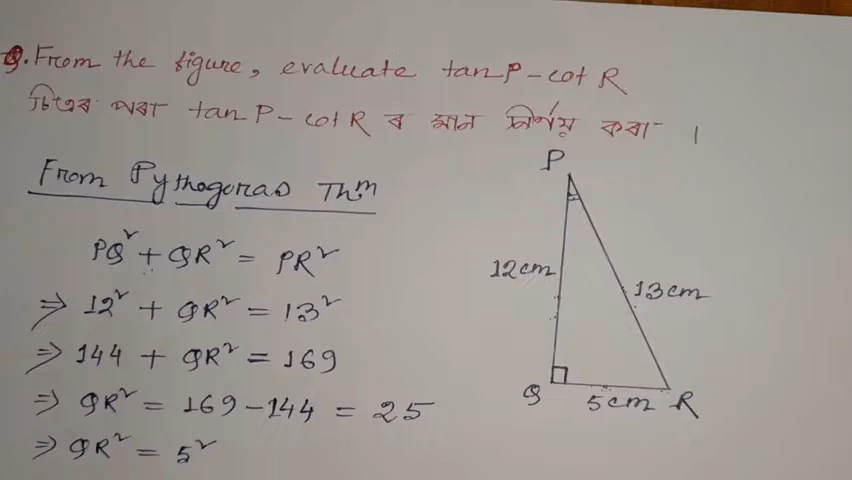 Q. From the figure, evaluate tan P - cot R
চিত্ৰৰ পৰা tan P - cot R ৰ মান নিৰ্ণয় কৰা ।
From Pythagoras Thm
PQ² + QR² = PR²
⇒ 12² + QR² = 13²
⇒ 144 + QR² = 169
⇒ QR² = 169 - 144 = 25
⇒ QR² = 5²
P
12cm
13cm
Q
5cm
R